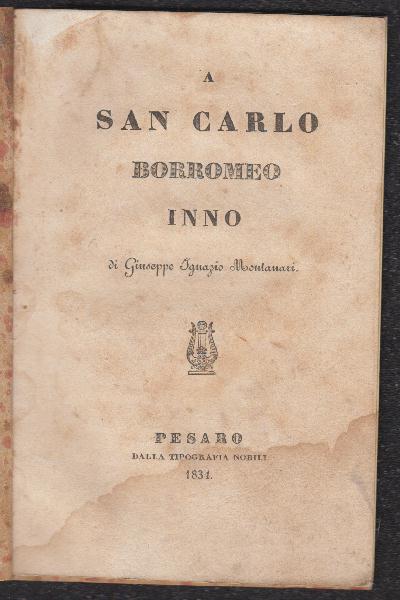 A
SAN CARLO
BORROMEO
INNO
di Giuseppe Ignazio Montanari.
PESARO
DALLA TIPOGRAFIA NOBILI
1831.